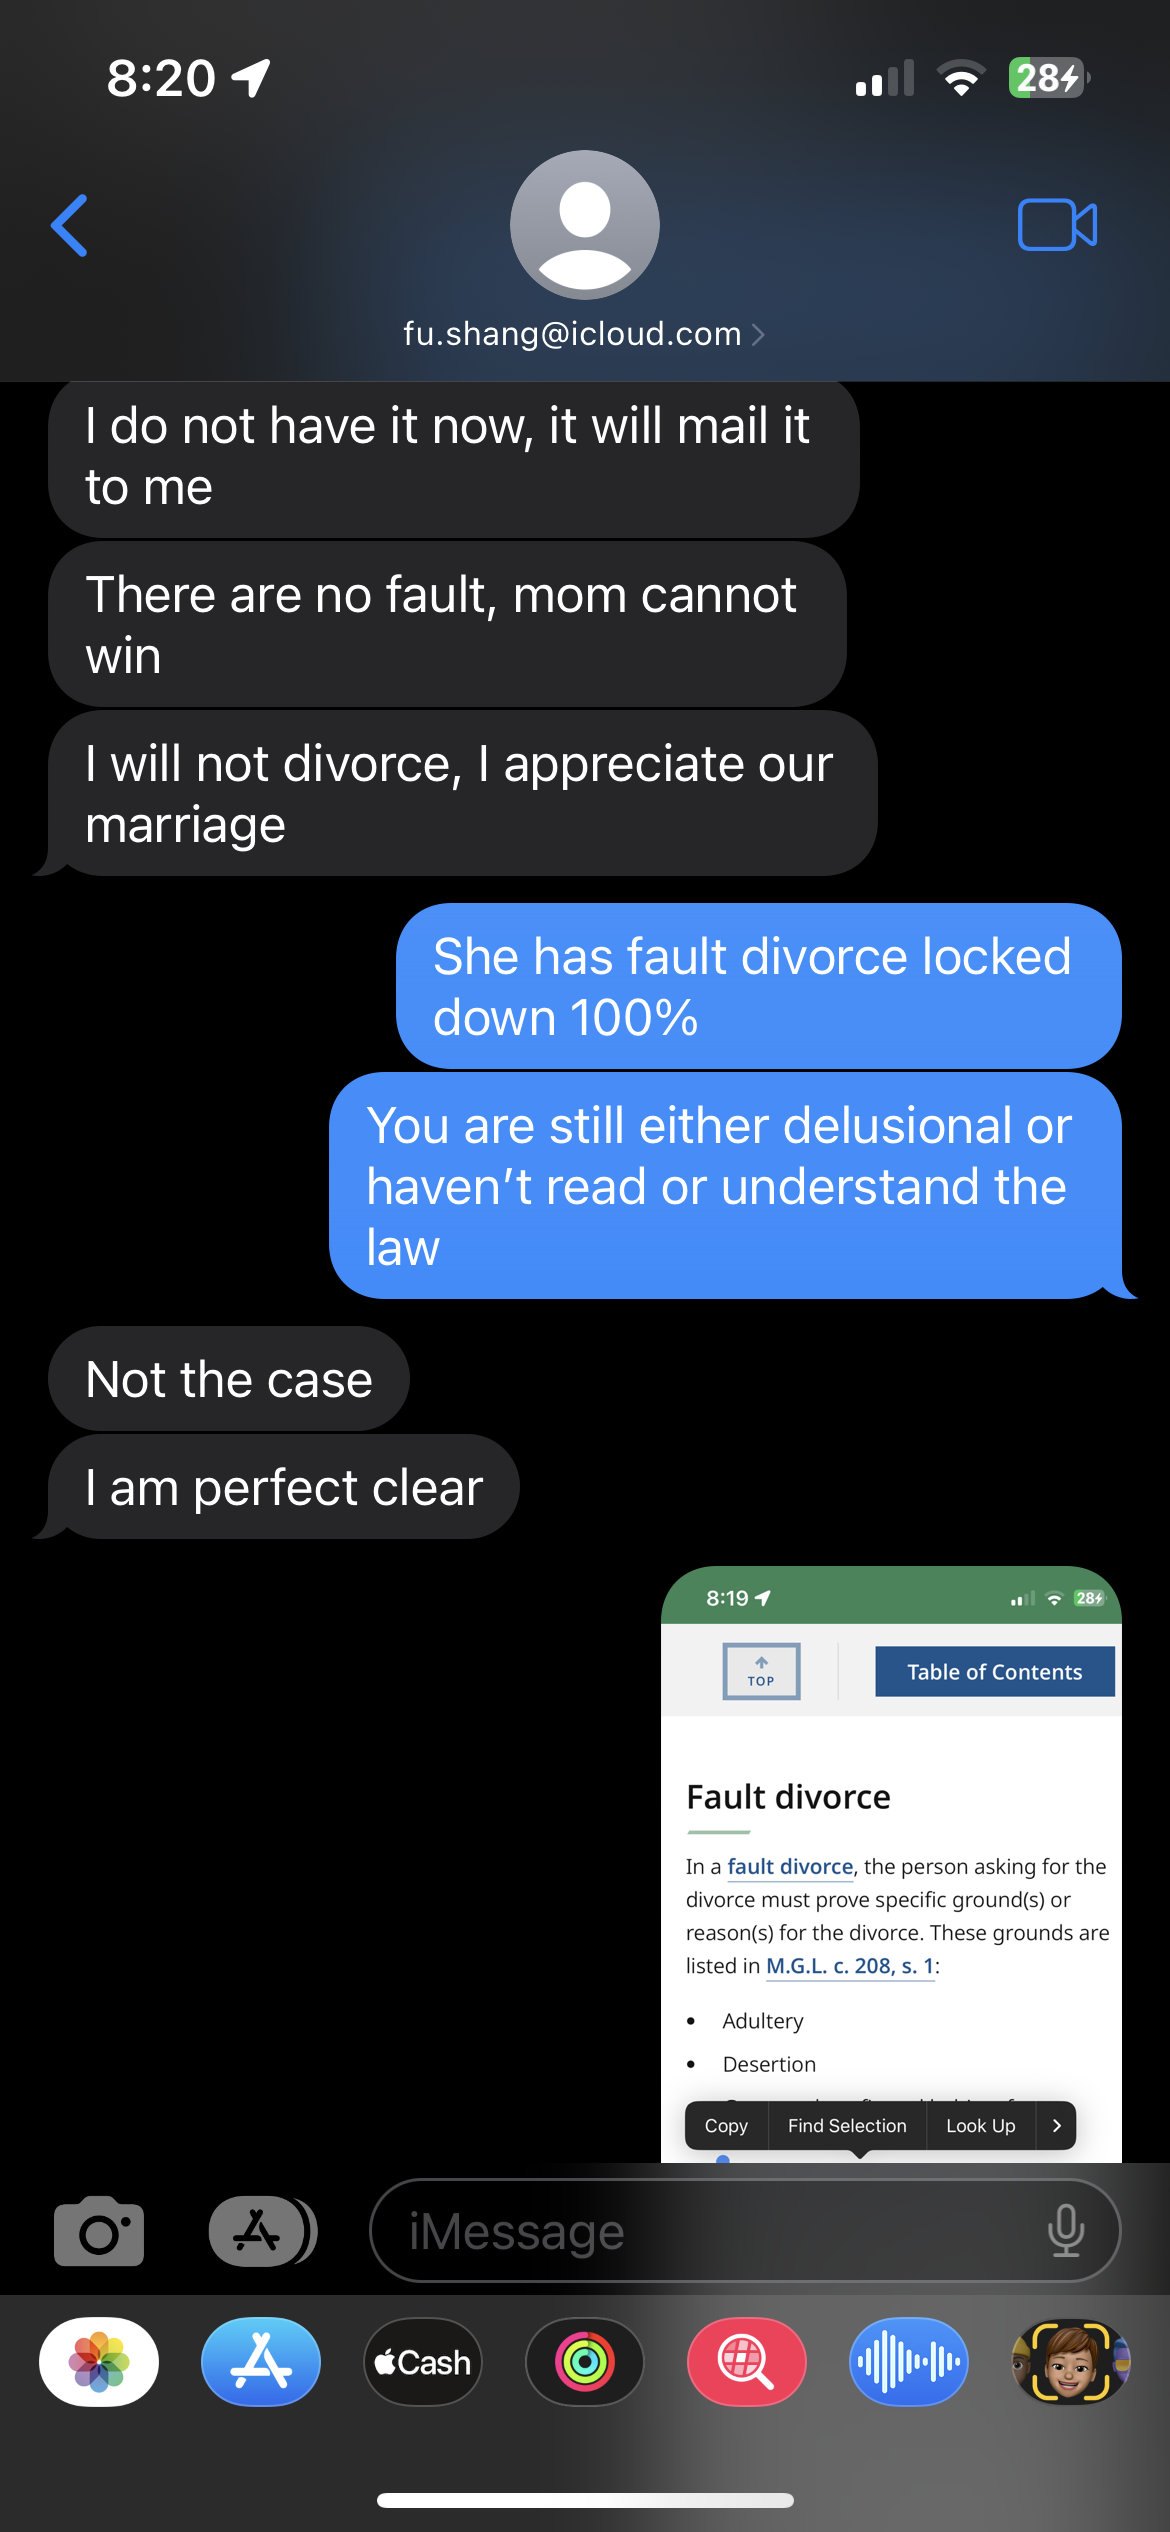 8:20
28
fu.shang@icloud.com
I do not have it now, it will mail it
to me
There are no fault, mom cannot
win
I will not divorce, I appreciate our
marriage
She has fault divorce locked
down 100%
You are still either delusional or
haven't read or understand the
law
Not the case
I am perfect clear
8:19
28
TOP
Table of Contents
Fault divorce
In a fault divorce, the person asking for the
divorce must prove specific ground(s) or
reason(s) for the divorce. These grounds are
listed in M.G.L. c. 208, s. 1:
• Adultery
• Desertion
Copy
Find Selection
Look Up
iMessage
Cash